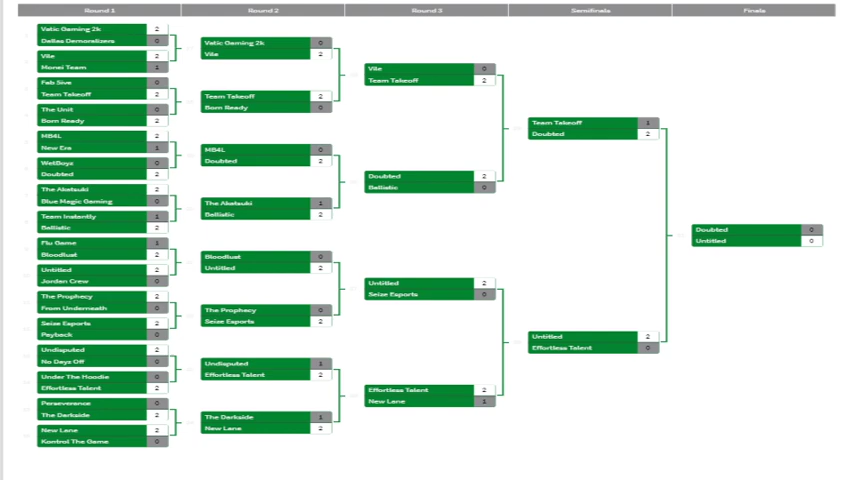 Round 1
Round 2
Round 3
Semifinals
Finals
Vatic Gaming 2k 2
Dallas Demoralizers 0
Vile 2
Monei Team 1
Fab 5ive 0
Team Takeoff 2
The Unit 0
Born Ready 2
MB4L 2
New Era 1
WetBuyz 0
Doubted 2
The Akatsuki 2
Blue Magic Gaming 0
Team Instantly 1
Ballistic 2
Flu Game 1
Bloodlust 2
Untitled 2
Jordan Crew 0
The Prophecy 2
From Underneath 0
Seize Esports 2
Payback 0
Undisputed 2
No Days Off 0
Under The Hoodie 0
Effortless Talent 2
Perseverance 0
The Darkside 2
New Lane 2
Kontrol The Game 0
Vatic Gaming 2k 0
Vile 2
Team Takeoff 2
Born Ready 0
MB4L 0
Doubted 2
The Akatsuki 1
Ballistic 2
Bloodlust 0
Untitled 2
The Prophecy 0
Seize Esports 2
Undisputed 1
Effortless Talent 2
The Darkside 1
New Lane 2
Vile 0
Team Takeoff 2
Doubted 2
Ballistic 0
Untitled 2
Seize Esports 0
Effortless Talent 2
New Lane 1
Team Takeoff 1
Doubted 2
Untitled 2
Effortless Talent 0
Doubted 0
Untitled 0